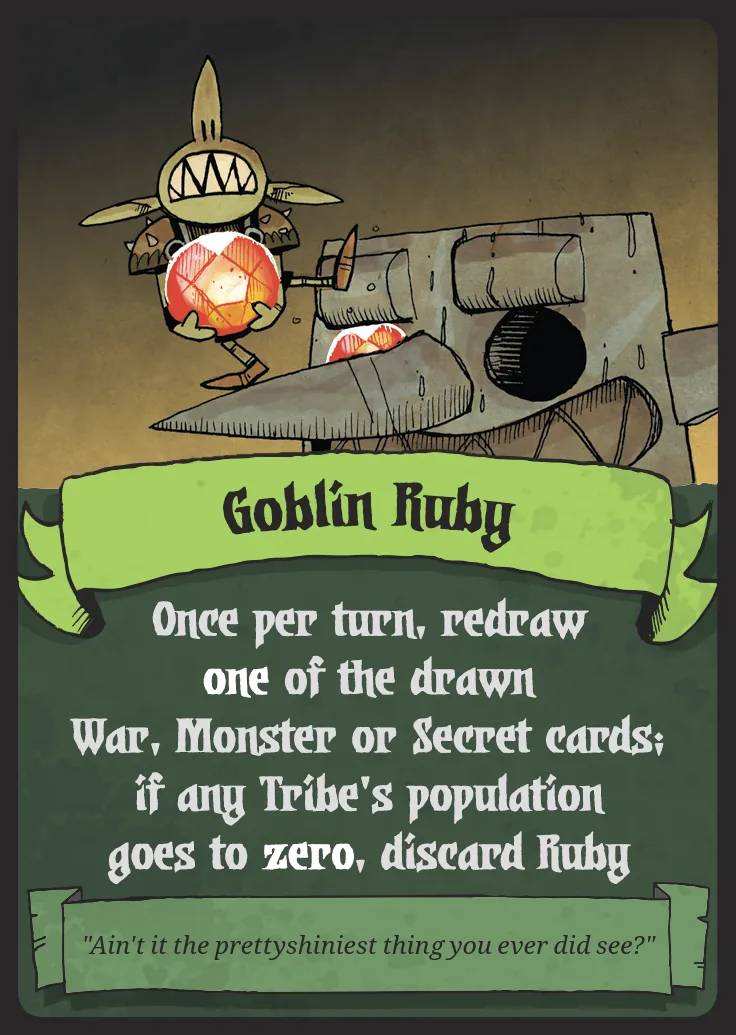 Goblin Ruby
Once per turn, redraw
one of the drawn
War, Monster or Secret cards;
if any Tribe's population
goes to zero, discard Ruby
"Ain't it the prettyshiniest thing you ever did see?"